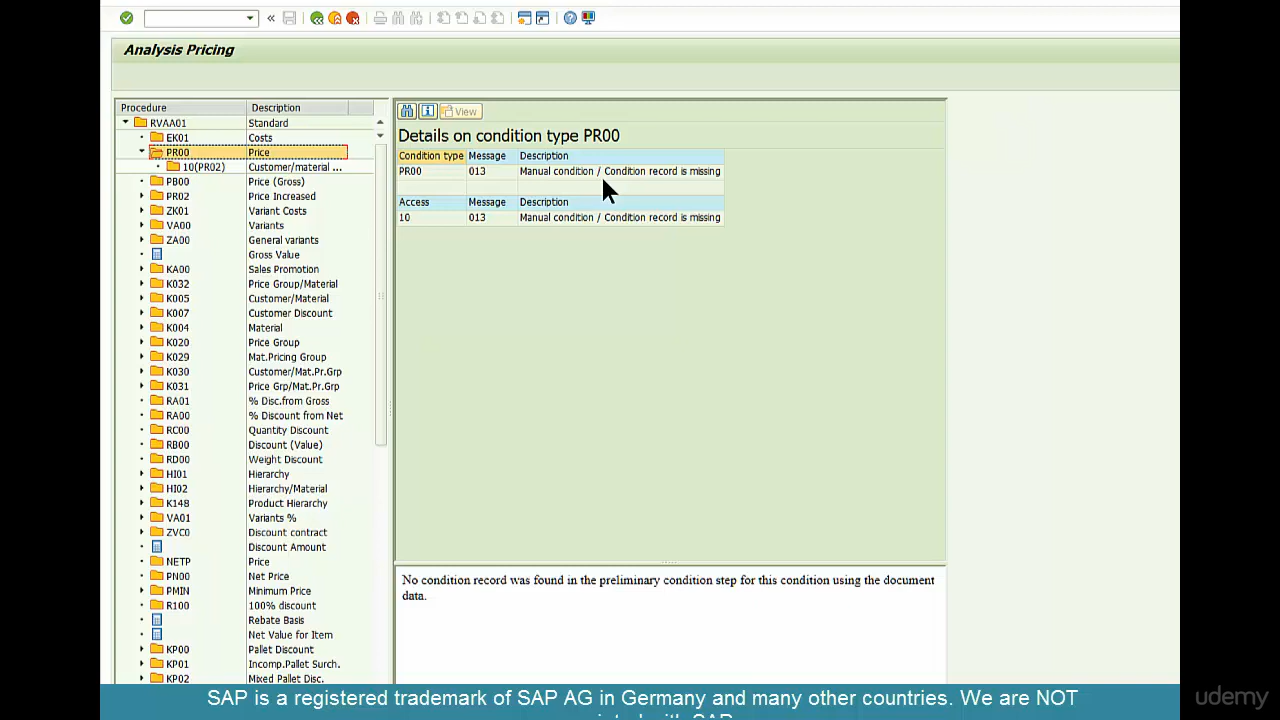 Analysis Pricing
Procedure Description
RVAA01 Standard
EK01 Costs
PR00 Price
10(PR02) Customer/material ...
PB00 Price (Gross)
PR02 Price Increased
ZK01 Variant Costs
VA00 Variants
ZA00 General variants
Gross Value
KA00 Sales Promotion
K032 Price Group/Material
K005 Customer/Material
K007 Customer Discount
K004 Material
K020 Price Group
K029 Mat.Pricing Group
K030 Customer/Mat.Pr.Grp
K031 Price Grp/Mat.Pr.Grp
RA01 % Disc.from Gross
RA00 % Discount from Net
RC00 Quantity Discount
RB00 Discount (Value)
RD00 Weight Discount
HI01 Hierarchy
HI02 Hierarchy/Material
K148 Product Hierarchy
VA01 Variants %
ZVC0 Discount contract
Discount Amount
NETP Price
PN00 Net Price
PMIN Minimum Price
R100 100% discount
Rebate Basis
Net Value for Item
KP00 Pallet Discount
KP01 Incomp.Pallet Surch.
KP02 Mixed Pallet Disc.
View
Details on condition type PR00
Condition type Message Description
PR00 013 Manual condition / Condition record is missing
Access Message Description
10 013 Manual condition / Condition record is missing
No condition record was found in the preliminary condition step for this condition using the document
data.
SAP is a registered trademark of SAP AG in Germany and many other countries. We are NOT
with SAP
udemy